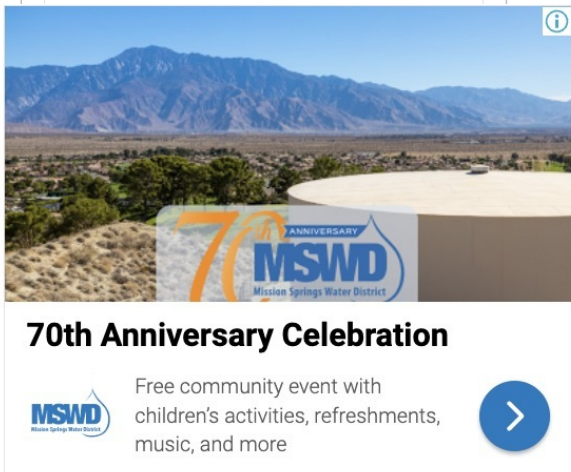 70th ANNIVERSARY
MSWD
Mission Springs Water District
70th Anniversary Celebration
MSWD
Mission Springs Water District
Free community event with
children’s activities, refreshments,
music, and more